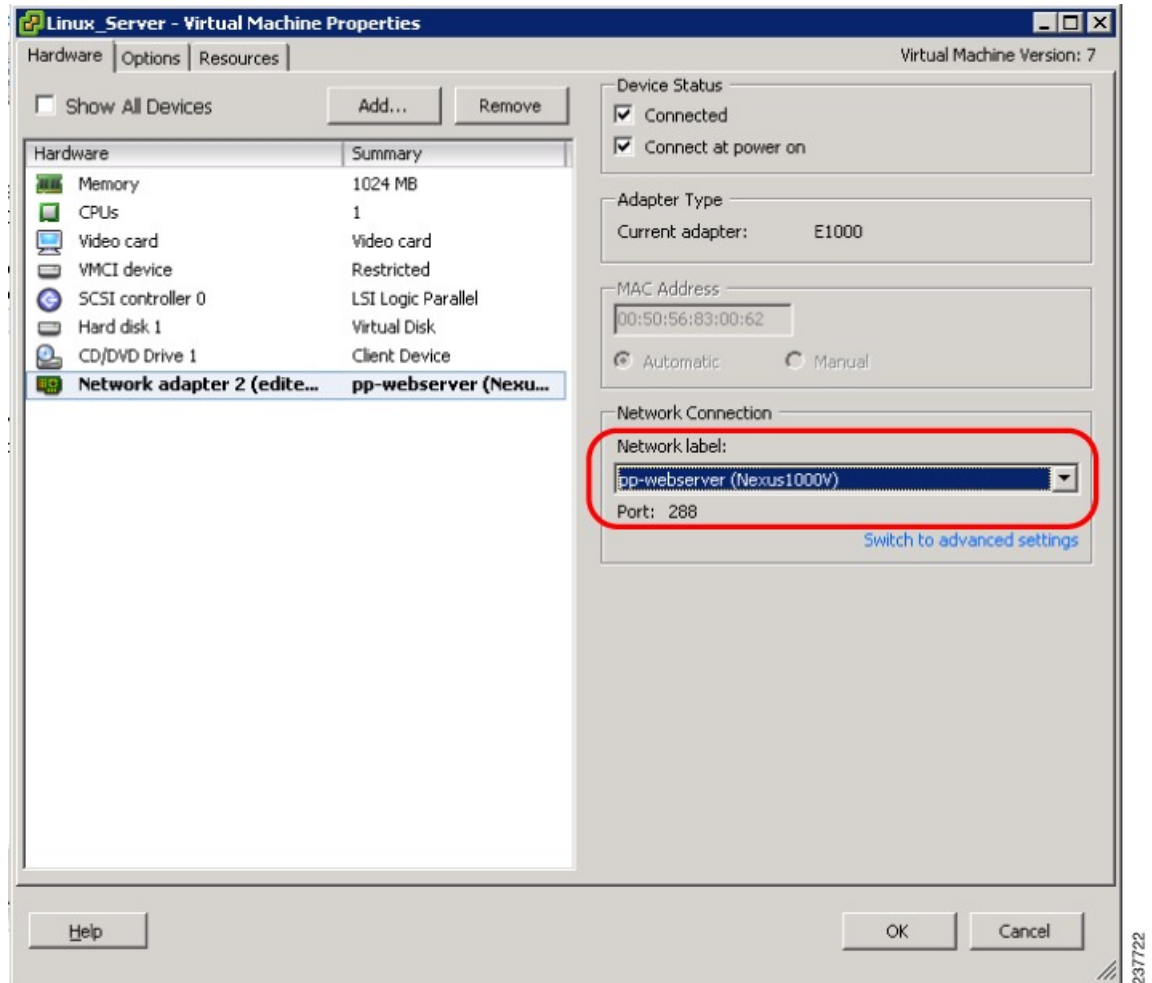 Linux_Server - Virtual Machine Properties
Hardware Options Resources
Virtual Machine Version: 7
Show All Devices
Add... Remove
Hardware Summary
Memory 1024 MB
CPUs 1
Video card Video card
VMCI device Restricted
SCSI controller 0 LSI Logic Parallel
Hard disk 1 Virtual Disk
CD/DVD Drive 1 Client Device
Network adapter 2 (edite... pp-webserver (Nexu...
Device Status
Connected
Connect at power on
Adapter Type
Current adapter: E1000
MAC Address
00:50:56:83:00:62
Automatic Manual
Network Connection
Network label:
pp-webserver (Nexus1000V)
Port: 288
Switch to advanced settings
Help OK Cancel
237722